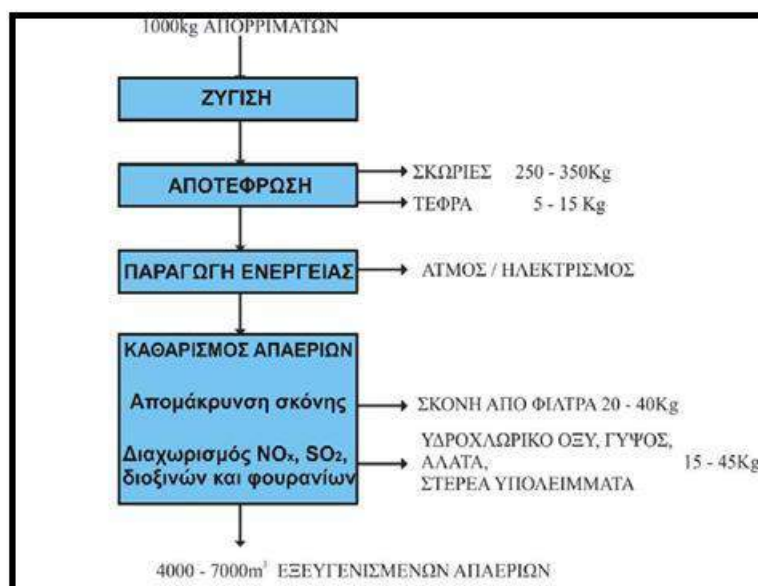 1000kg ΑΠΟΡΡΙΜΑΤΩΝ
ΖΥΓΙΣΗ
ΑΠΟΤΕΦΡΩΣΗ
ΣΚΩΡΙΕΣ 250 - 350Kg
ΤΕΦΡΑ 5 - 15 Kg
ΠΑΡΑΓΩΓΗ ΕΝΕΡΓΕΙΑΣ
ΑΤΜΟΣ / ΗΛΕΚΤΡΙΣΜΟΣ
ΚΑΘΑΡΙΣΜΟΣ ΑΠΑΕΡΙΩΝ
Απομάκρυνση σκόνης
ΣΚΟΝΗ ΑΠΟ ΦΙΛΤΡΑ 20 - 40Kg
Διαχωρισμός NOx, SO2,
διοξινών και φουρανίων
ΥΔΡΟΧΛΩΡΙΚΟ ΟΞΥ, ΓΥΨΟΣ,
ΑΛΑΤΑ, 15 - 45Kg
ΣΤΕΡΕΑ ΥΠΟΛΕΙΜΜΑΤΑ
4000 - 7000m³ ΕΞΕΥΓΕΝΙΣΜΕΝΩΝ ΑΠΑΕΡΙΩΝ